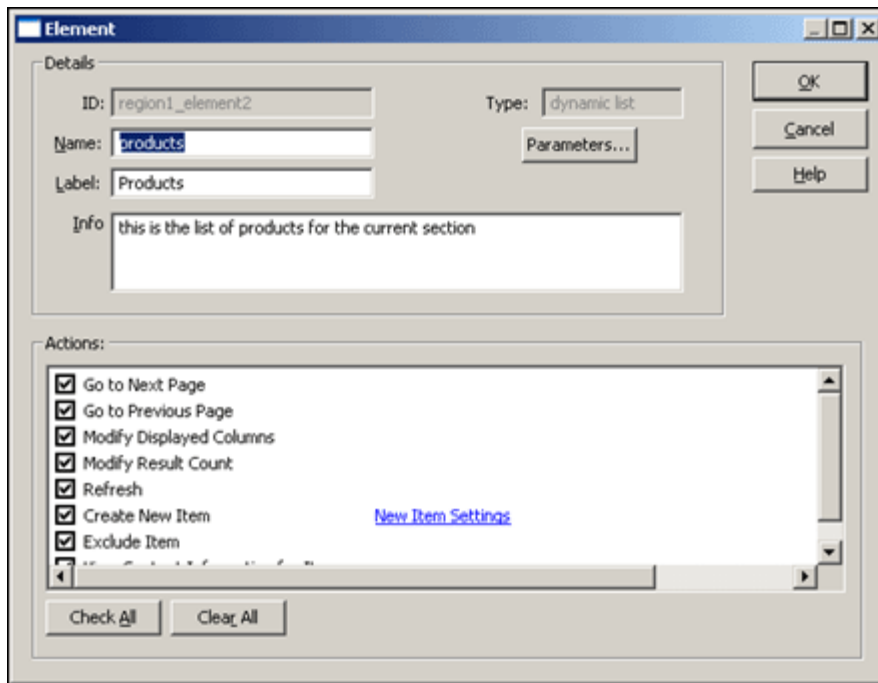 Element
Details
ID: region1_element2 Type: dynamic list
OK
Name: products Parameters...
Cancel
Label: Products
Help
Info this is the list of products for the current section
Actions:
Go to Next Page
Go to Previous Page
Modify Displayed Columns
Modify Result Count
Refresh
Create New Item New Item Settings
Exclude Item
Check All Clear All